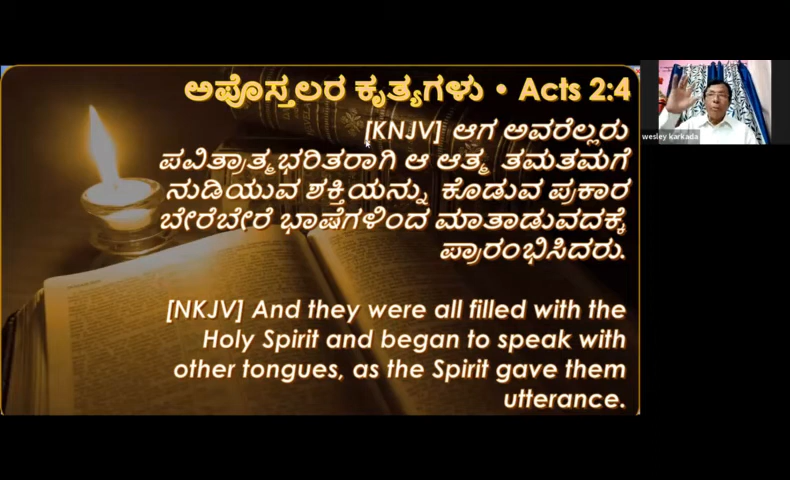 ಅಪೊಸ್ತಲರ ಕೃತ್ಯಗಳು • Acts 2:4
[KNJV] ಆಗ ಅವರೆಲ್ಲರು
ಪವಿತ್ರಾತ್ಮಭರಿತರಾಗಿ ಆ ಆತ್ಮ ತಮತಮಗೆ
ನುಡಿಯುವ ಶಕ್ತಿಯನ್ನು ಕೊಡುವ ಪ್ರಕಾರ
ಬೇರೆಬೇರೆ ಭಾಷೆಗಳಿಂದ ಮಾತಾಡುವದಕ್ಕೆ
ಪ್ರಾರಂಭಿಸಿದರು.
[NKJV] And they were all filled with the
Holy Spirit and began to speak with
other tongues, as the Spirit gave them
utterance.
wesley karkada